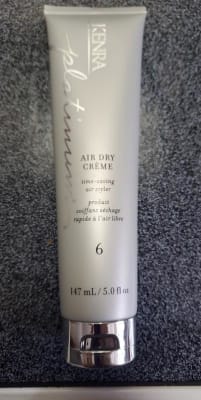 KENRA
platinum
AIR DRY
CRÈME
time-saving
air styler
produit
coiffant séchage
rapide à l'air libre
6
147 mL / 5.0 fl oz